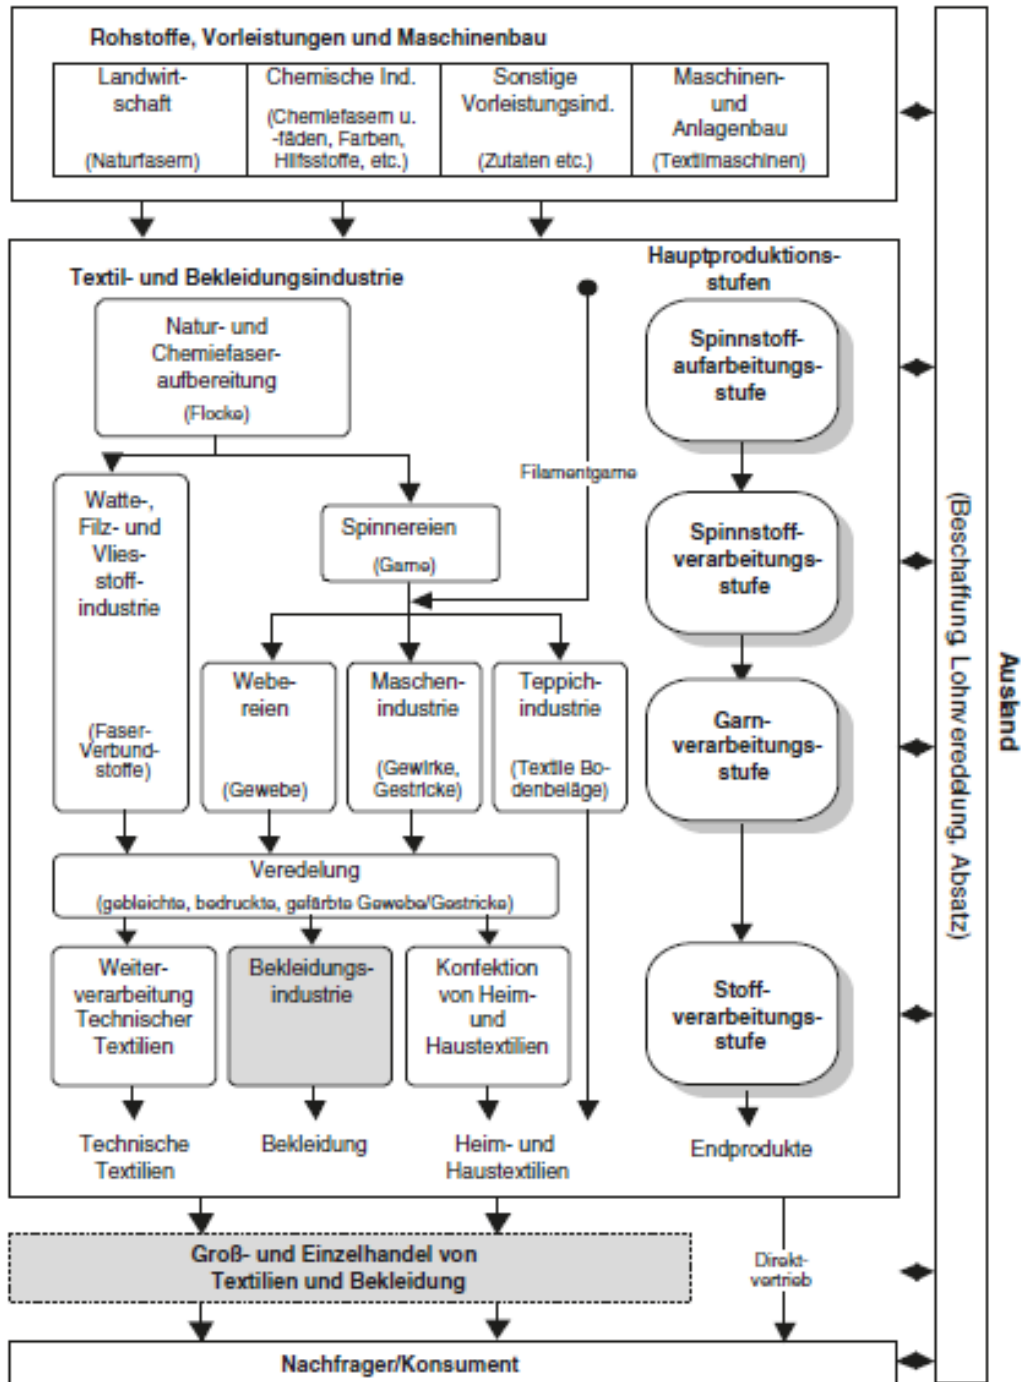 Rohstoffe, Vorleistungen und Maschinenbau
Landwirt-
schaft
(Naturfasern)
Chemische Ind.
(Chemiefasern u.
-fäden, Farben,
Hilfsstoffe, etc.)
Sonstige
Vorleistungsind.
(Zutaten etc.)
Maschinen-
und
Anlagenbau
(Textilmaschinen)
Textil- und Bekleidungsindustrie
Hauptproduktions-
stufen
Natur- und
Chemiefaser-
aufbereitung
(Flocke)
Spinnstoff-
aufarbeitungs-
stufe
Filamentgarne
Watte-,
Filz- und
Vlies-
stoff-
industrie
(Faser-
Verbund-
stoffe)
Spinnereien
(Garne)
Spinnstoff-
verarbeitungs-
stufe
Webe-
reien
(Gewebe)
Maschen-
industrie
(Gewirke,
Gestricke)
Teppich-
industrie
(Textile Bo-
denbeläge)
Garn-
verarbeitungs-
stufe
Veredelung
(gebleichte, bedruckte, gefärbte Gewebe/Gestricke)
Weiter-
verarbeitung
Technischer
Textilien
Bekleidungs-
industrie
Konfektion
von Heim-
und
Haustextilien
Stoff-
verarbeitungs-
stufe
Technische
Textilien
Bekleidung
Heim- und
Haustextilien
Endprodukte
Groß- und Einzelhandel von
Textilien und Bekleidung
Direkt-
vertrieb
Nachfrager/Konsument
Ausland
(Beschaffung, Lohnveredelung, Absatz)